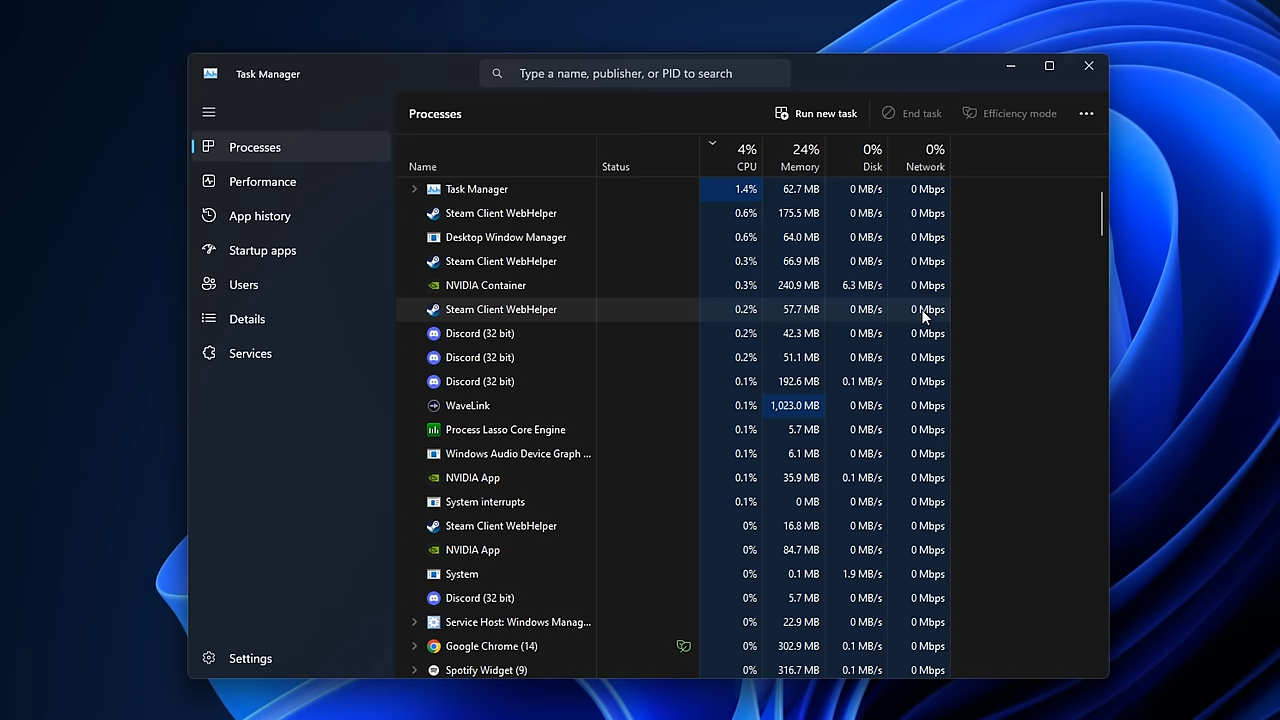 Task Manager
Type a name, publisher, or PID to search
Processes
Performance
App history
Startup apps
Users
Details
Services
Settings
Processes
Run new task
End task
Efficiency mode
4% 24% 0% 0%
Name Status CPU Memory Disk Network
Task Manager 1.4% 62.7 MB 0 MB/s 0 Mbps
Steam Client WebHelper 0.6% 175.5 MB 0 MB/s 0 Mbps
Desktop Window Manager 0.6% 64.0 MB 0 MB/s 0 Mbps
Steam Client WebHelper 0.3% 66.9 MB 0 MB/s 0 Mbps
NVIDIA Container 0.3% 240.9 MB 6.3 MB/s 0 Mbps
Steam Client WebHelper 0.2% 57.7 MB 0 MB/s 0 Mbps
Discord (32 bit) 0.2% 42.3 MB 0 MB/s 0 Mbps
Discord (32 bit) 0.2% 51.1 MB 0 MB/s 0 Mbps
Discord (32 bit) 0.1% 192.6 MB 0.1 MB/s 0 Mbps
WaveLink 0.1% 1,023.0 MB 0 MB/s 0 Mbps
Process Lasso Core Engine 0.1% 5.7 MB 0 MB/s 0 Mbps
Windows Audio Device Graph ... 0.1% 6.1 MB 0 MB/s 0 Mbps
NVIDIA App 0.1% 35.9 MB 0.1 MB/s 0 Mbps
System interrupts 0.1% 0 MB 0 MB/s 0 Mbps
Steam Client WebHelper 0% 16.8 MB 0 MB/s 0 Mbps
NVIDIA App 0% 84.7 MB 0 MB/s 0 Mbps
System 0% 0.1 MB 1.9 MB/s 0 Mbps
Discord (32 bit) 0% 5.7 MB 0 MB/s 0 Mbps
Service Host: Windows Manag... 0% 22.9 MB 0 MB/s 0 Mbps
Google Chrome (14) 0% 302.9 MB 0.1 MB/s 0 Mbps
Spotify Widget (9) 0% 316.7 MB 0.1 MB/s 0 Mbps